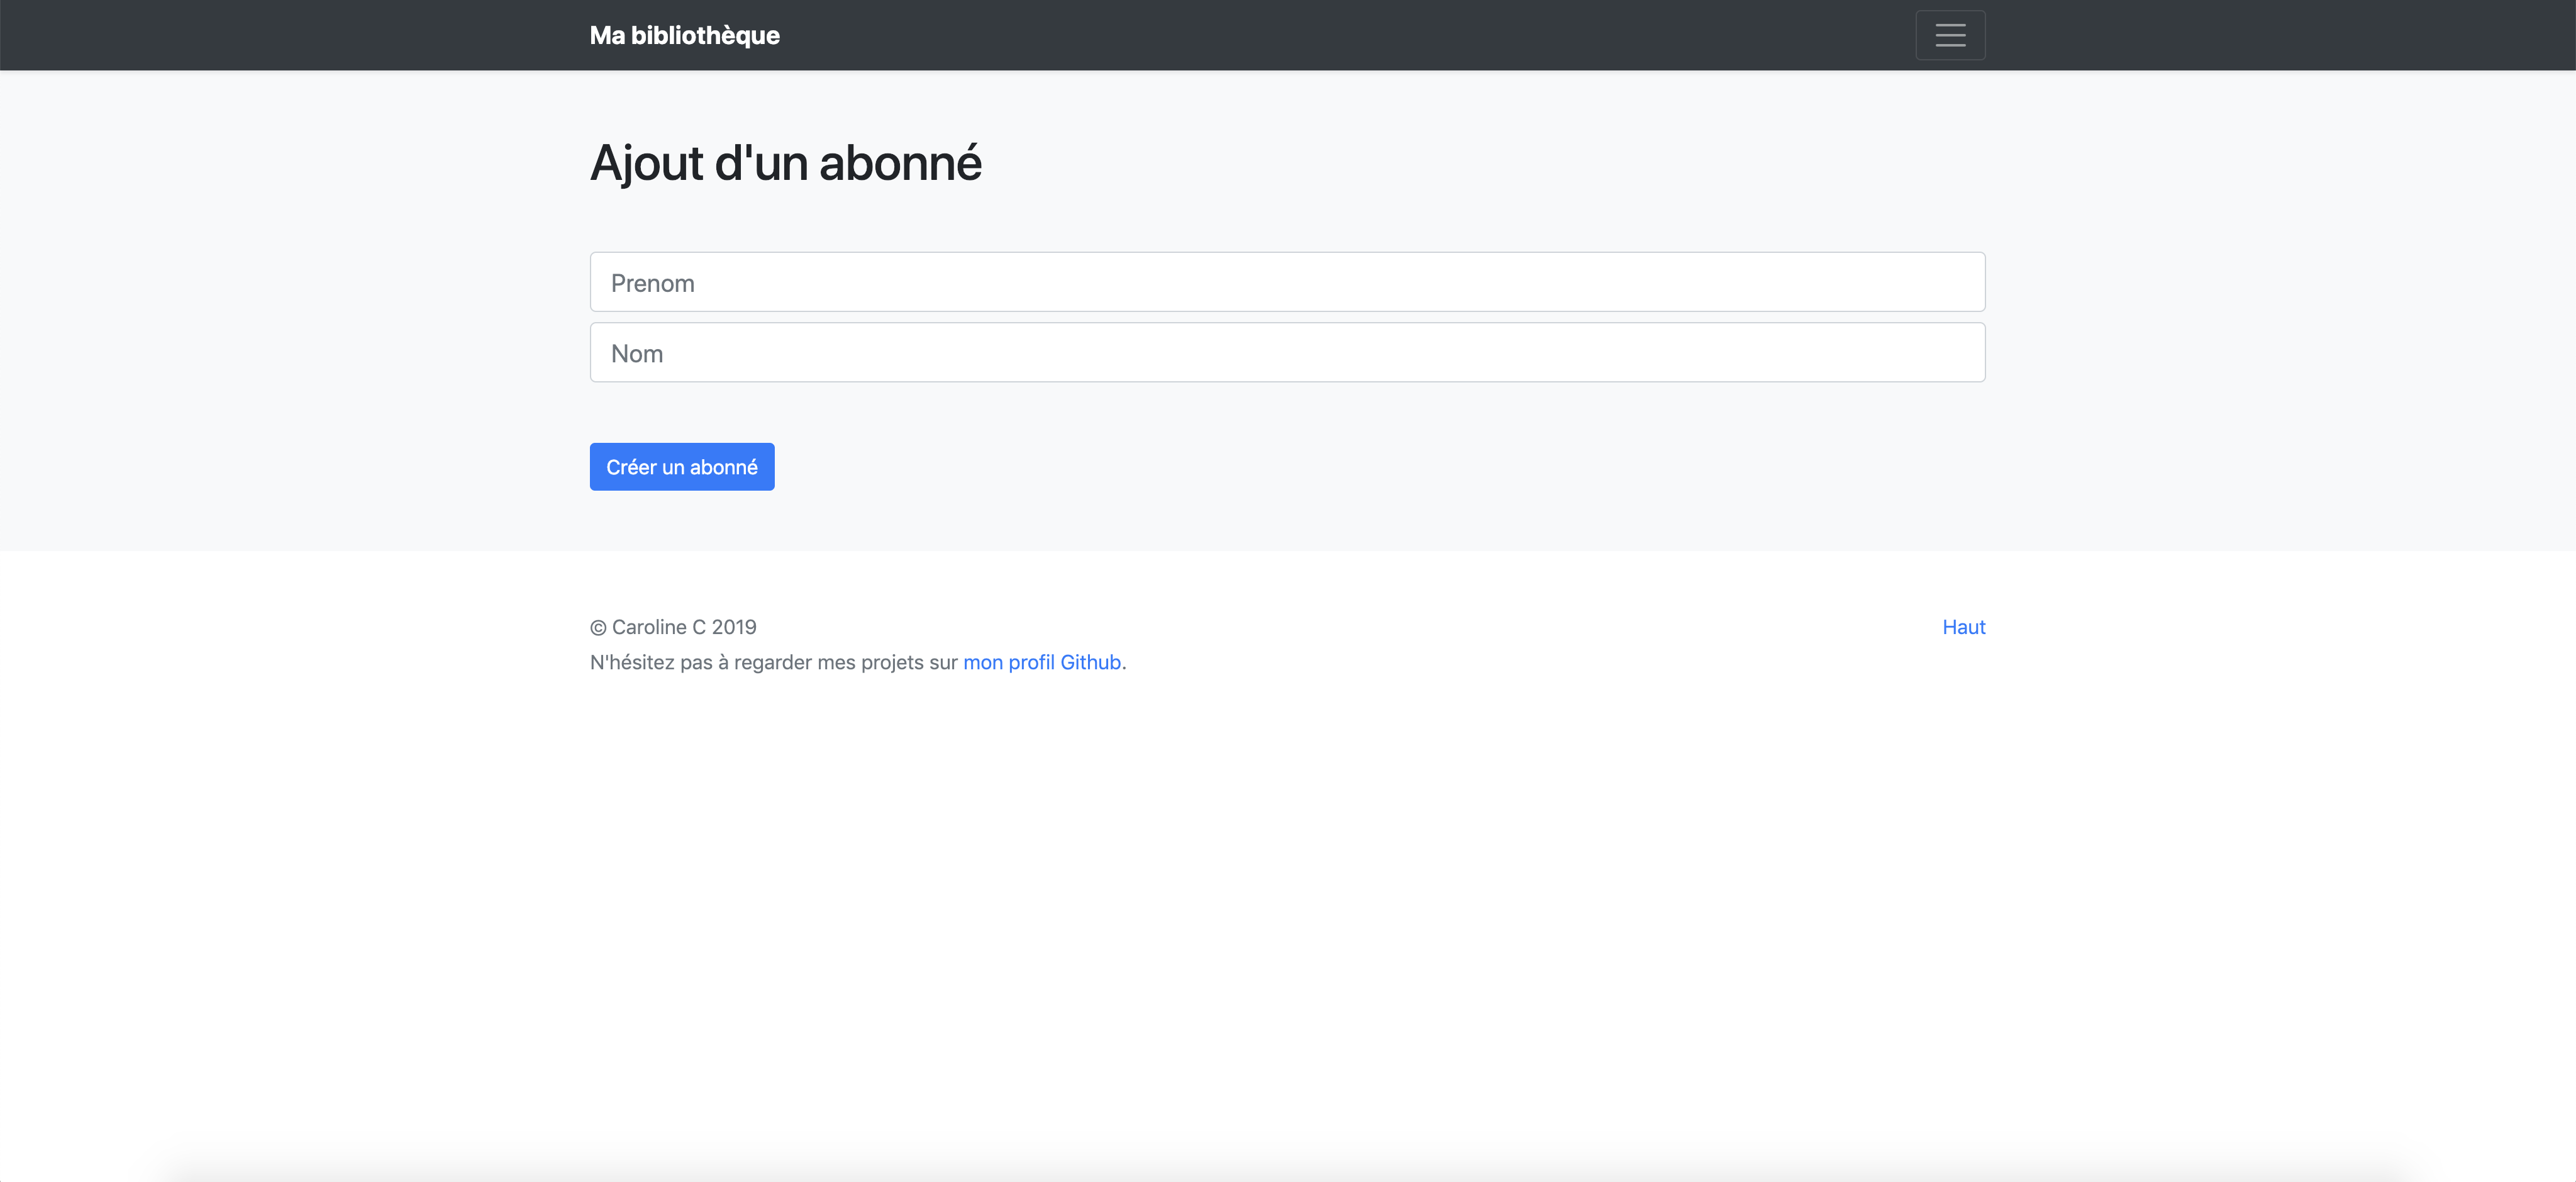 Ma bibliothèque
Ajout d'un abonné
Prenom
Nom
Créer un abonné
© Caroline C 2019
Haut
N'hésitez pas à regarder mes projets sur mon profil Github.